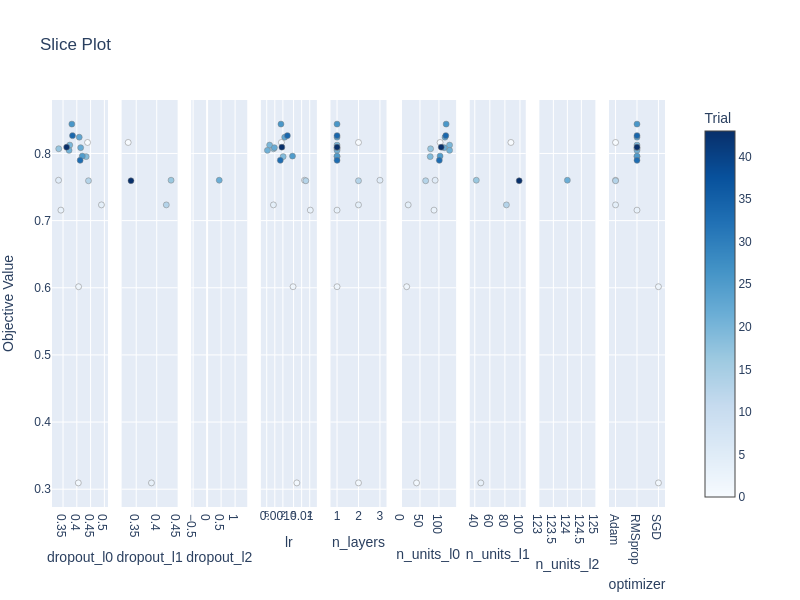 Slice Plot
Trial
Objective Value
0.8
0.7
0.6
0.5
0.4
0.3
40
35
30
25
20
15
10
5
0
0.35
0.4
0.45
0.5
dropout_l0
0.35
0.4
0.45
dropout_l1
−0.5
0
0.5
1
dropout_l2
lr
1
2
3
n_layers
0
50
100
n_units_l0
40
60
80
100
n_units_l1
123
123.5
124
124.5
125
n_units_l2
Adam
RMSprop
SGD
optimizer